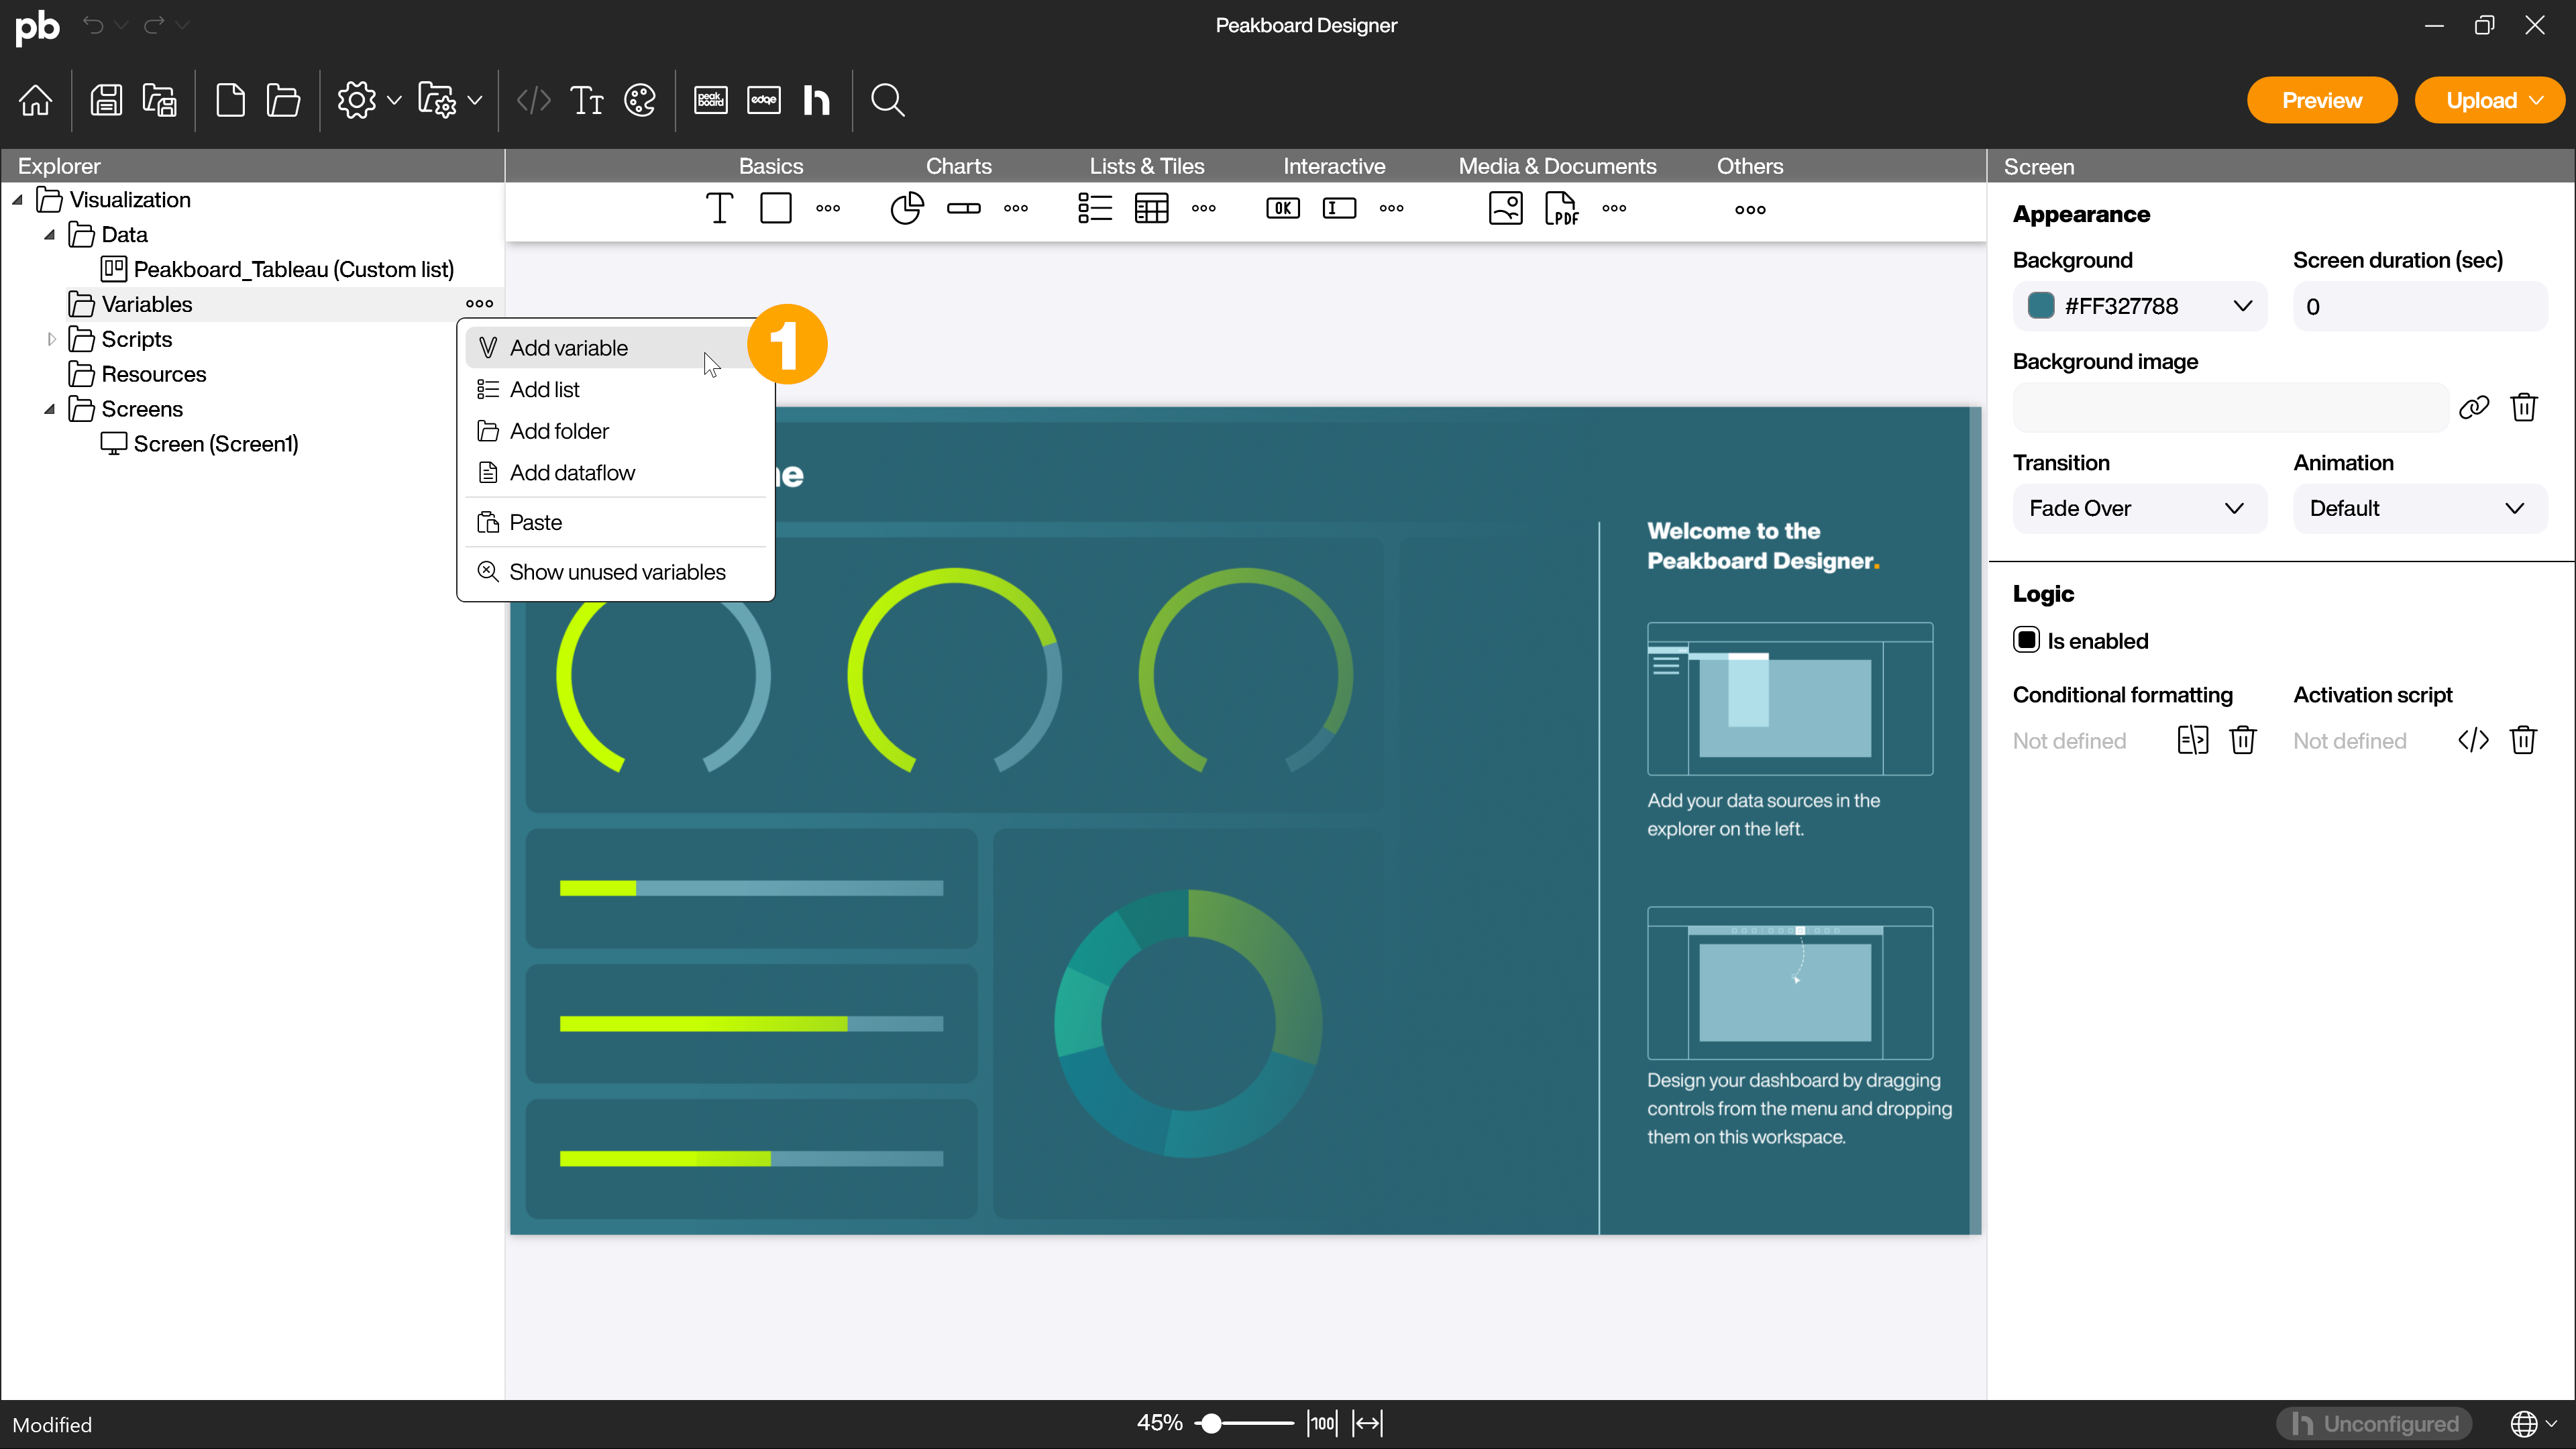 pb
Peakboard Designer
peak
board
edge
h
Preview
Upload
Explorer
Basics
Charts
Lists & Tiles
Interactive
Media & Documents
Others
Screen
OK
I
PDF
Visualization
Data
Peakboard_Tableau (Custom list)
Variables
Scripts
Resources
Screens
Screen (Screen1)
Add variable
1
Add list
Add folder
Add dataflow
Paste
Show unused variables
Welcome to the
Peakboard Designer.
Add your data sources in the
explorer on the left.
Design your dashboard by dragging
controls from the menu and dropping
them on this workspace.
Appearance
Background
Screen duration (sec)
#FF327788
0
Background image
Transition
Animation
Fade Over
Default
Logic
Is enabled
Conditional formatting
Activation script
Not defined
Not defined
Modified
45%
100
h Unconfigured